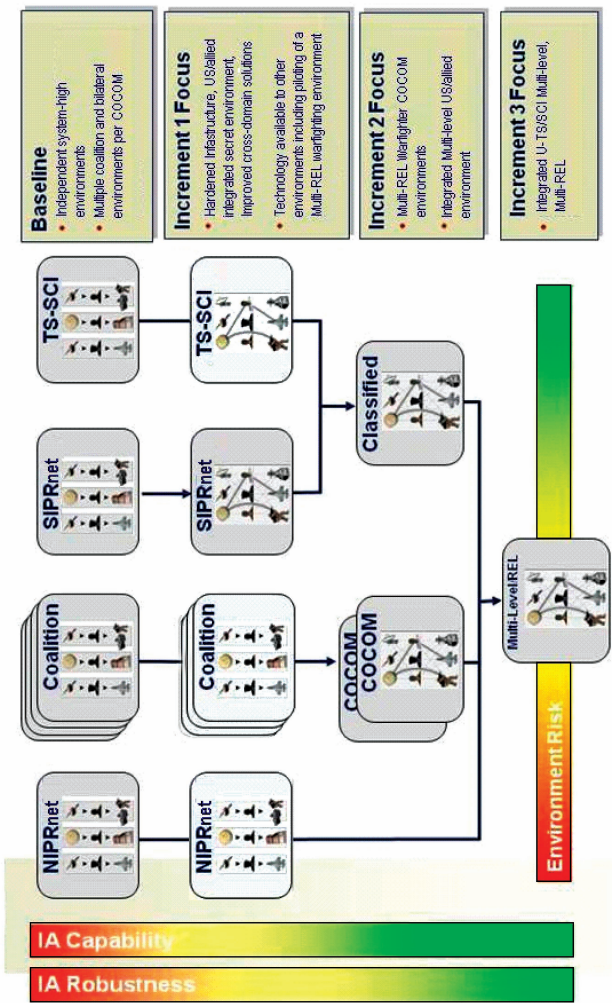 Baseline
• Independent system-high
environments
• Multiple coalition and bilateral
environments per COCOM
Increment 1 Focus
• Hardened Infastructure, US/allied
integrated secret environment,
Improved cross-domain solutions
• Technology available to other
environments including piloting of a
Multi-REL warfighting environment
Increment 2 Focus
• Multi-REL Warfighter COCOM
environments
• Integrated Multi-level US/allied
environment
Increment 3 Focus
• Integrated U-TS/SCI Multi-level,
Multi-REL
TS-SCI
TS-SCI
SIPRnet
SIPRnet
Classified
Coalition
Coalition
COCOM
COCOM
Multi-Level/REL
NIPRnet
NIPRnet
Environment Risk
IA Capability
IA Robustness